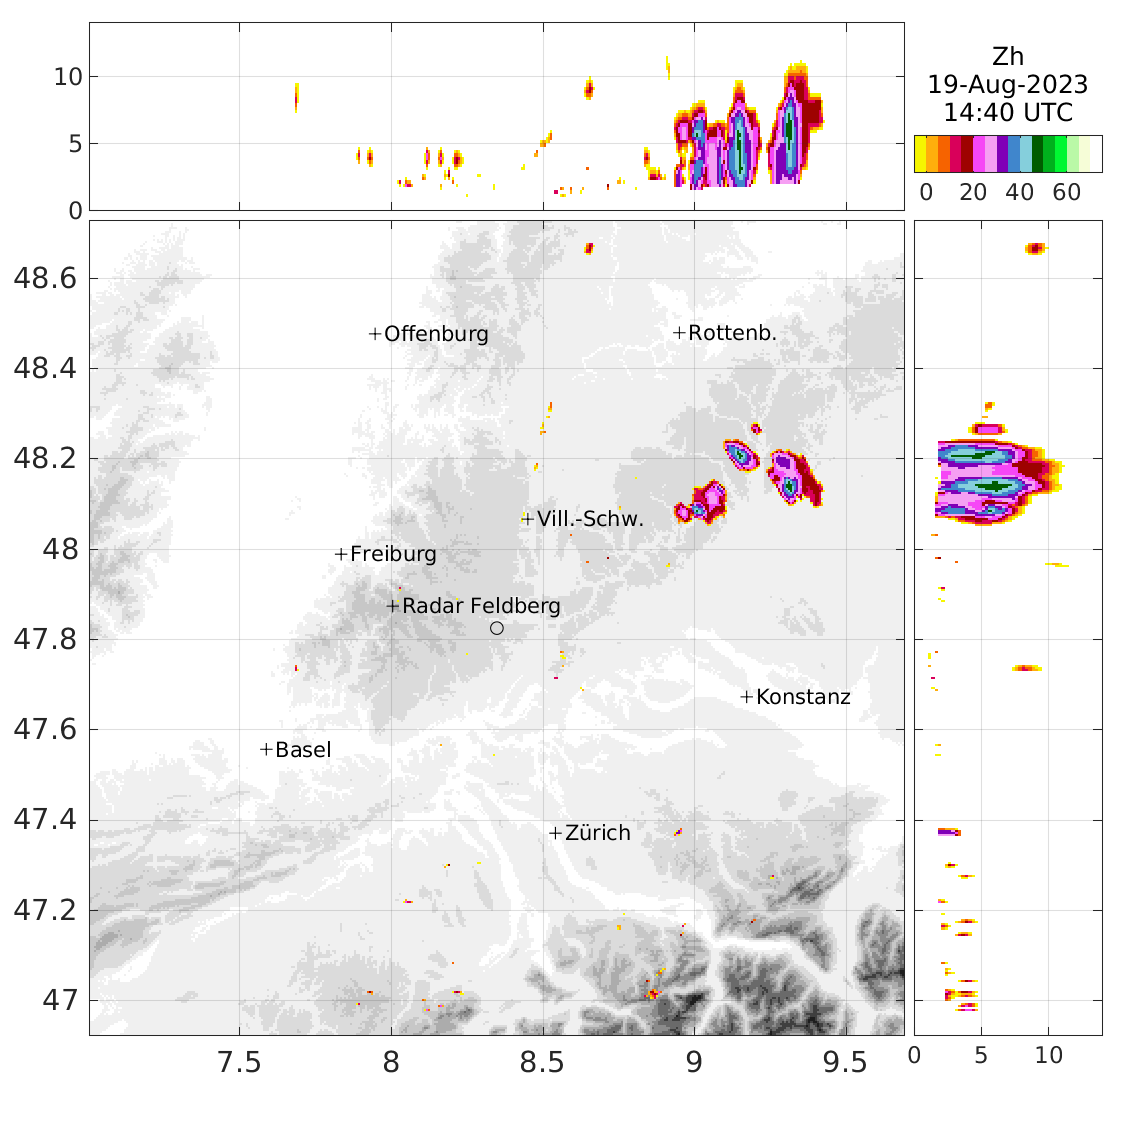 Zh
19-Aug-2023
14:40 UTC
0 20 40 60
10
5
0
48.6
48.4
48.2
48
47.8
47.6
47.4
47.2
47
+Offenburg
+Rottenb.
+Vill.-Schw.
+Freiburg
+Radar Feldberg
+Konstanz
+Basel
+Zürich
7.5 8 8.5 9 9.5
0 5 10